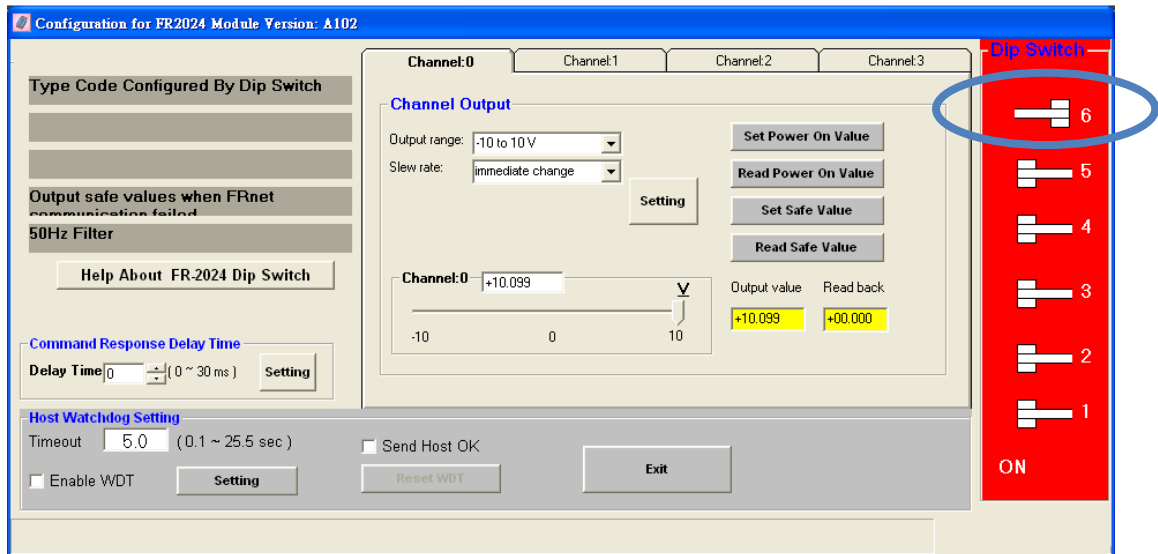 Configuration for FR2024 Module Version: A102
Type Code Configured By Dip Switch
Output safe values when FRnet
communication failed
50Hz Filter
Help About FR-2024 Dip Switch
Command Response Delay Time
Delay Time 0 ( 0 ~ 30 ms ) Setting
Channel:0 Channel:1 Channel:2 Channel:3
Channel Output
Output range: -10 to 10 V
Slew rate: immediate change
Setting
Set Power On Value
Read Power On Value
Set Safe Value
Read Safe Value
Channel:0 +10.099
V
-10 0 10
Output value Read back
+10.099 +00.000
Host Watchdog Setting
Timeout 5.0 ( 0.1 ~ 25.5 sec )
Enable WDT Setting
Send Host OK
Reset WDT
Exit
Dip Switch
6
5
4
3
2
1
ON